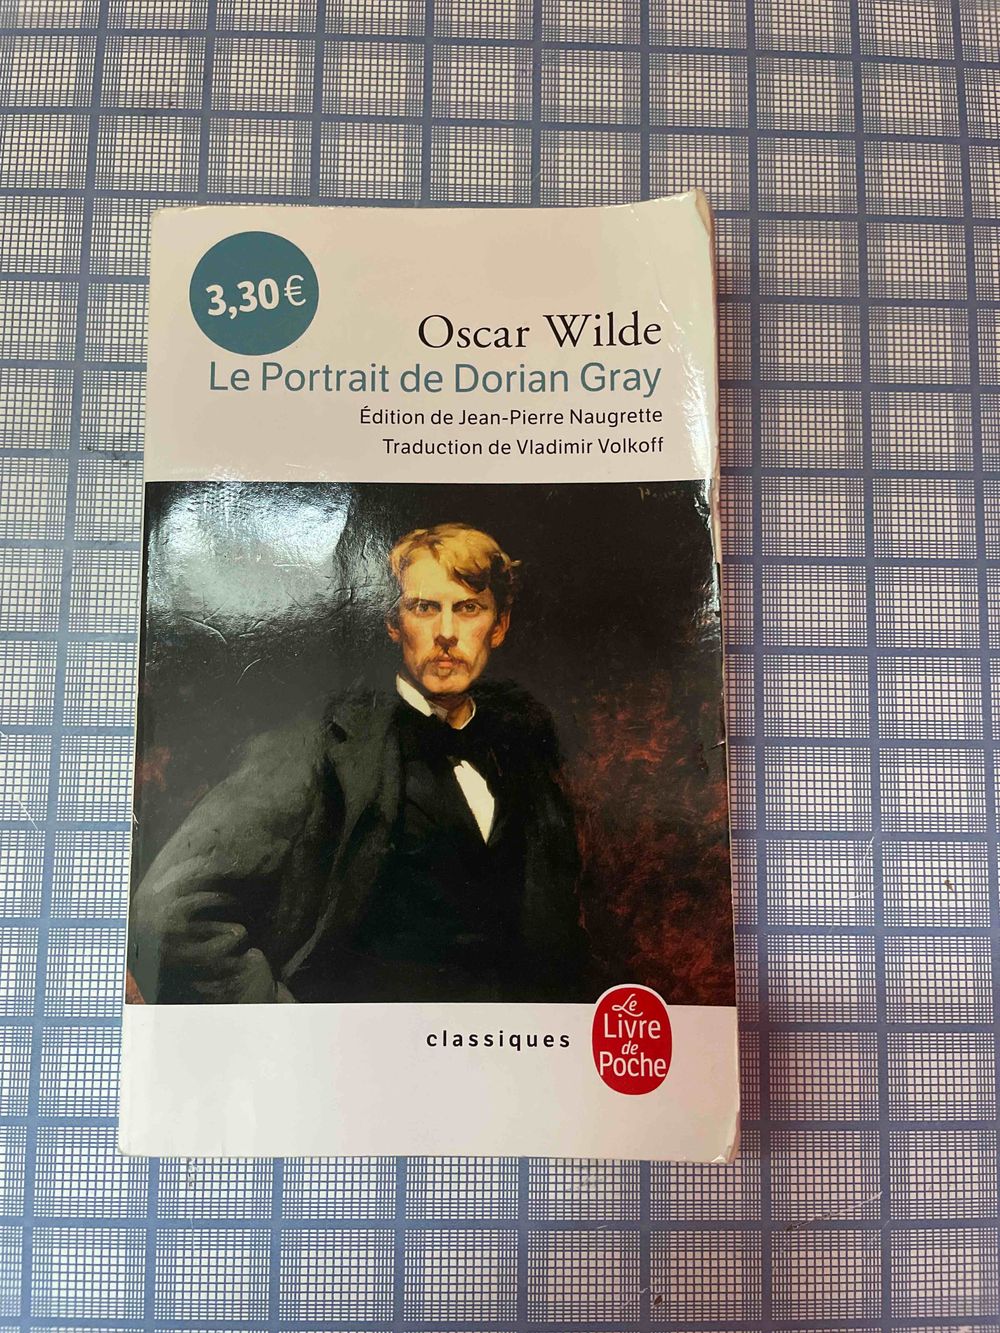 3,30€
Oscar Wilde
Le Portrait de Dorian Gray
Édition de Jean-Pierre Naugrette
Traduction de Vladimir Volkoff
classiques
Le
Livre
de
Poche